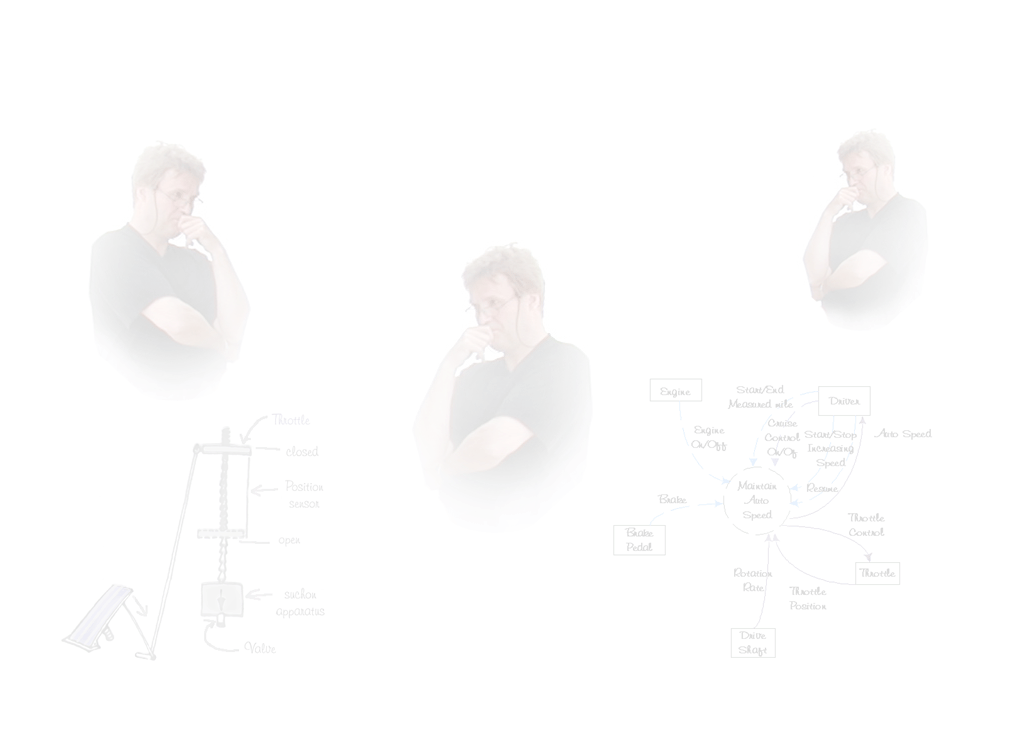 Throttle
closed
Position
sensor
open
suction
apparatus
Valve
Engine
Start/End
Measured mile
Driver
Engine
On/Off
Cruise
Control
On/Of
Start/Stop
Increasing
Speed
Auto Speed
Maintain
Auto
Speed
Resume
Brake
Brake
Pedal
Throttle
Control
Throttle
Rotation
Rate
Throttle
Position
Drive
Shaft